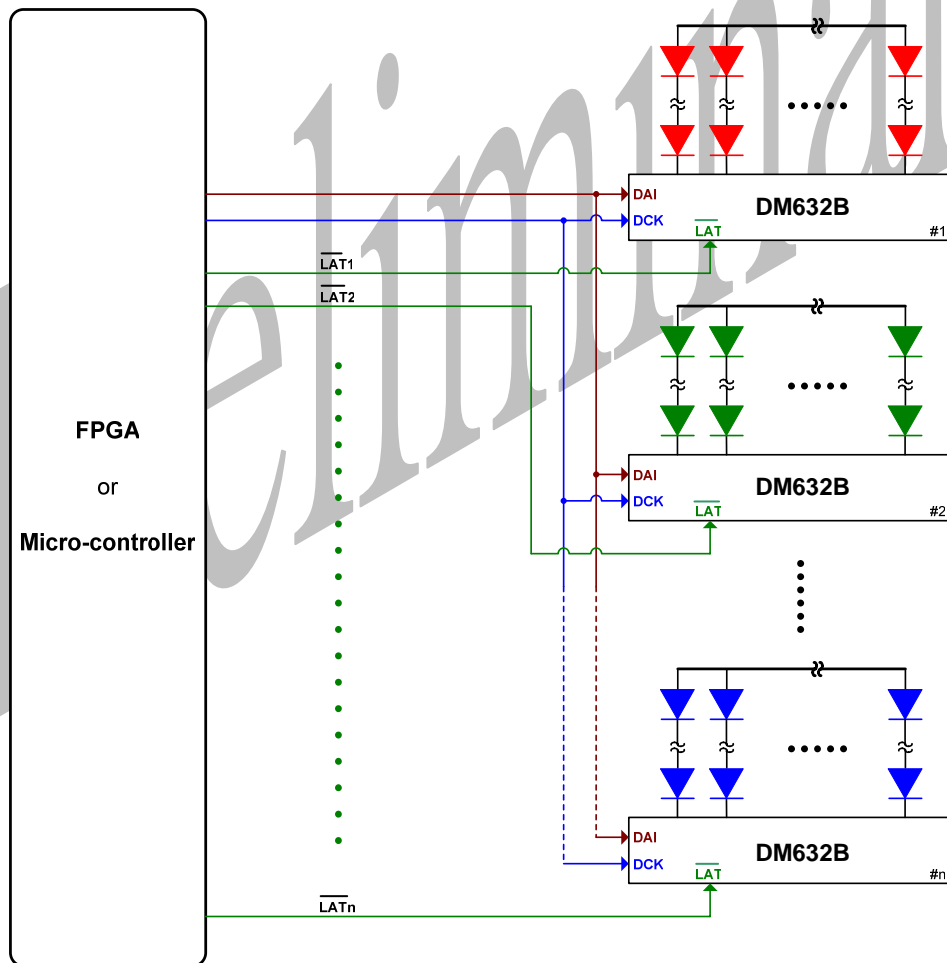 DAI
DM632B
DCK
LAT
#1
LAT1
LAT2
FPGA
or
Micro-controller
DAI
DM632B
DCK
LAT
#2
DAI
DM632B
DCK
LAT
#n
LATn